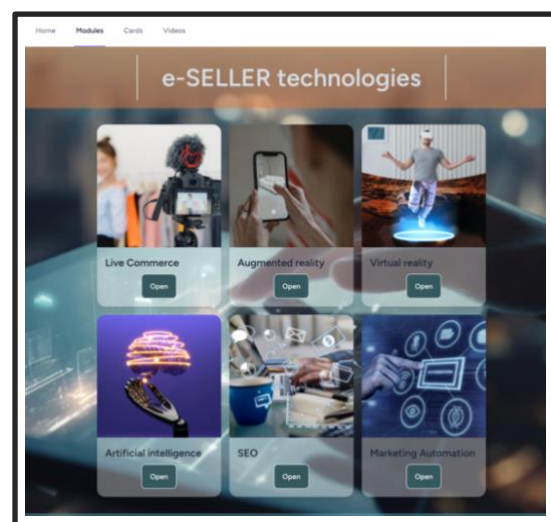 Home Modules Cards Videos
e-SELLER technologies
Live Commerce Augmented reality Virtual reality
Open Open Open
Artificial intelligence SEO Marketing Automation
Open Open Open